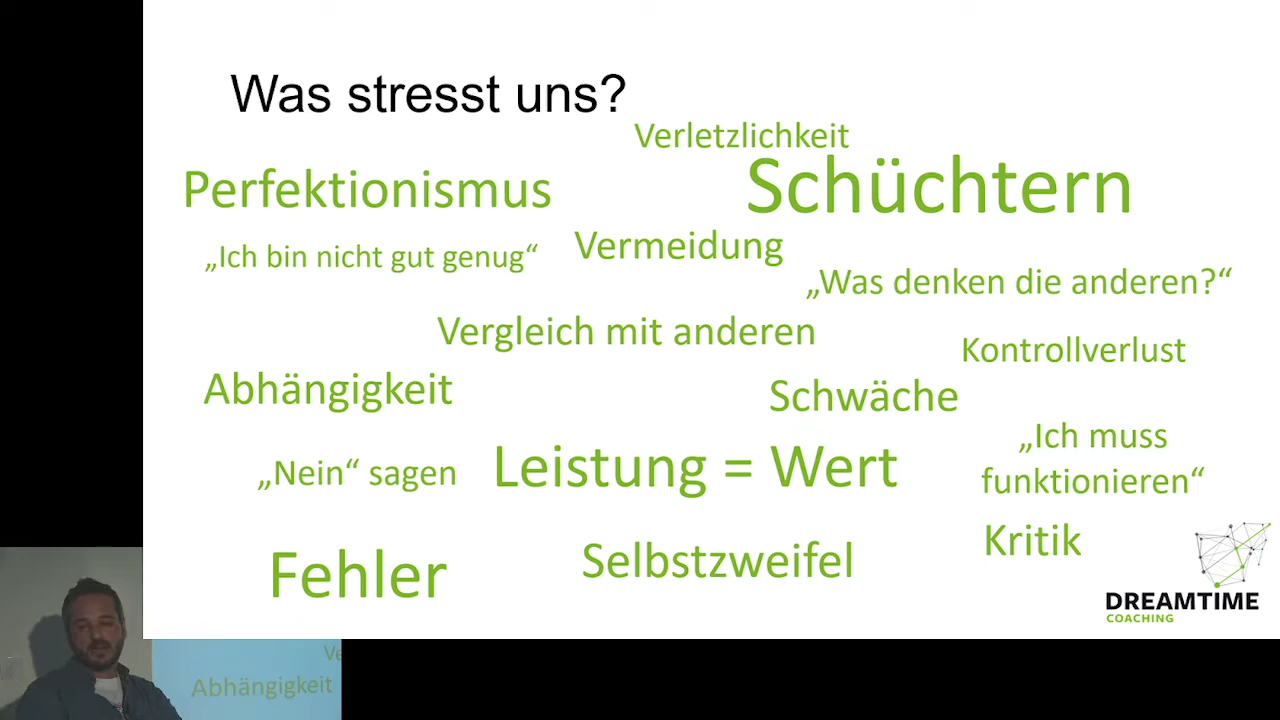 Was stresst uns?
Verletzlichkeit
Perfektionismus
Schüchtern
„Ich bin nicht gut genug“
Vermeidung
„Was denken die anderen?“
Vergleich mit anderen
Kontrollverlust
Abhängigkeit
Schwäche
„Ich muss
funktionieren“
„Nein“ sagen
Leistung = Wert
Kritik
Fehler
Selbstzweifel
DREAMTIME
COACHING
Ve
Abhängigkeit